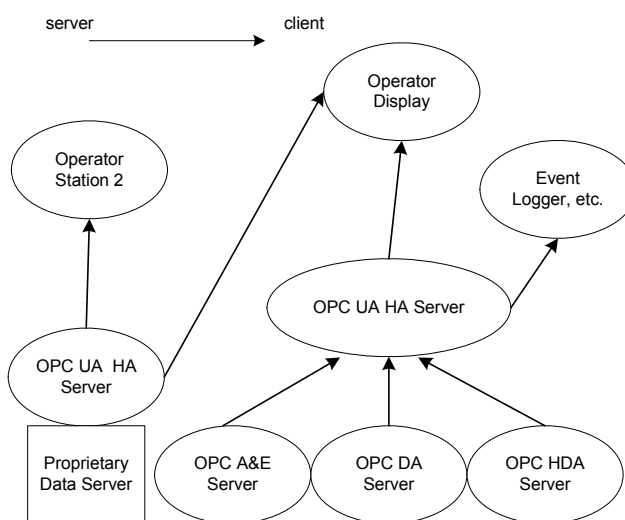 server
client
Operator
Display
Operator
Station 2
Event
Logger, etc.
OPC UA HA Server
OPC UA  HA
Server
Proprietary
Data Server
OPC A&E
Server
OPC DA
Server
OPC HDA
Server